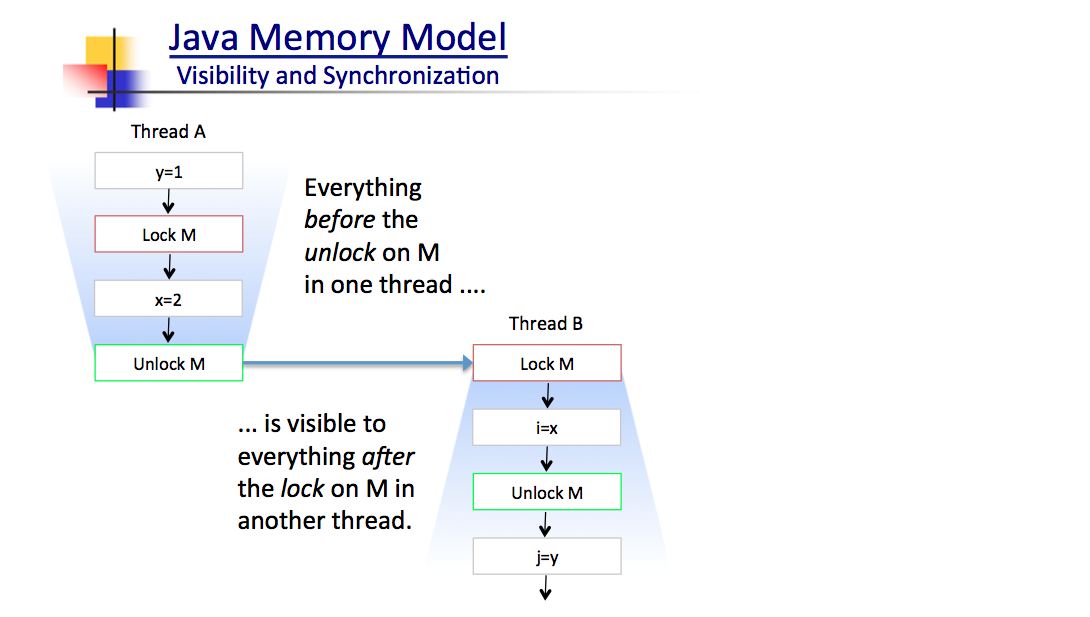 Java Memory Model
Visibility and Synchronization
Thread A
y=1
Lock M
x=2
Unlock M
Everything
before the
unlock on M
in one thread ....
Thread B
Lock M
i=x
Unlock M
j=y
... is visible to
everything after
the lock on M in
another thread.